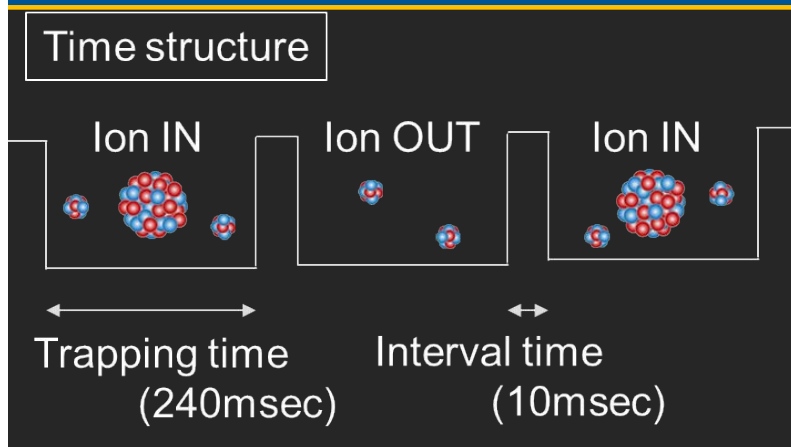 Time structure
Ion IN
Ion OUT
Ion IN
Trapping time
(240msec)
Interval time
(10msec)